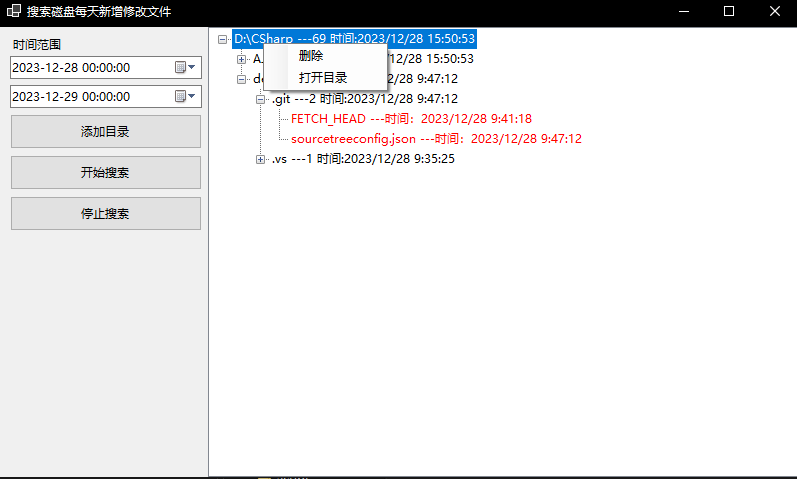 搜索磁盘每天新增修改文件
时间范围
2023-12-28 00:00:00
2023-12-29 00:00:00
添加目录
开始搜索
停止搜索
D:\CSharp ---69 时间:2023/12/28 15:50:53
删除
打开目录
2023/12/28 15:50:53
2023/12/28 9:47:12
.git ---2 时间:2023/12/28 9:47:12
FETCH_HEAD ---时间：2023/12/28 9:41:18
sourcetreeconfig.json ---时间：2023/12/28 9:47:12
.vs ---1 时间:2023/12/28 9:35:25